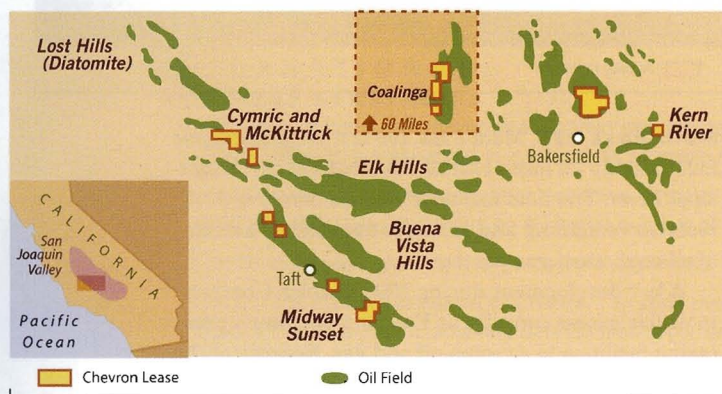 Lost Hills
(Diatomite)
Cymric and
McKittrick
Coalinga
60 Miles
Kern
River
Bakersfield
Elk Hills
Buena
Vista
Hills
Taft
Midway
Sunset
CALIFORNIA
San
Joaquin
Valley
Pacific
Ocean
Chevron Lease
Oil Field